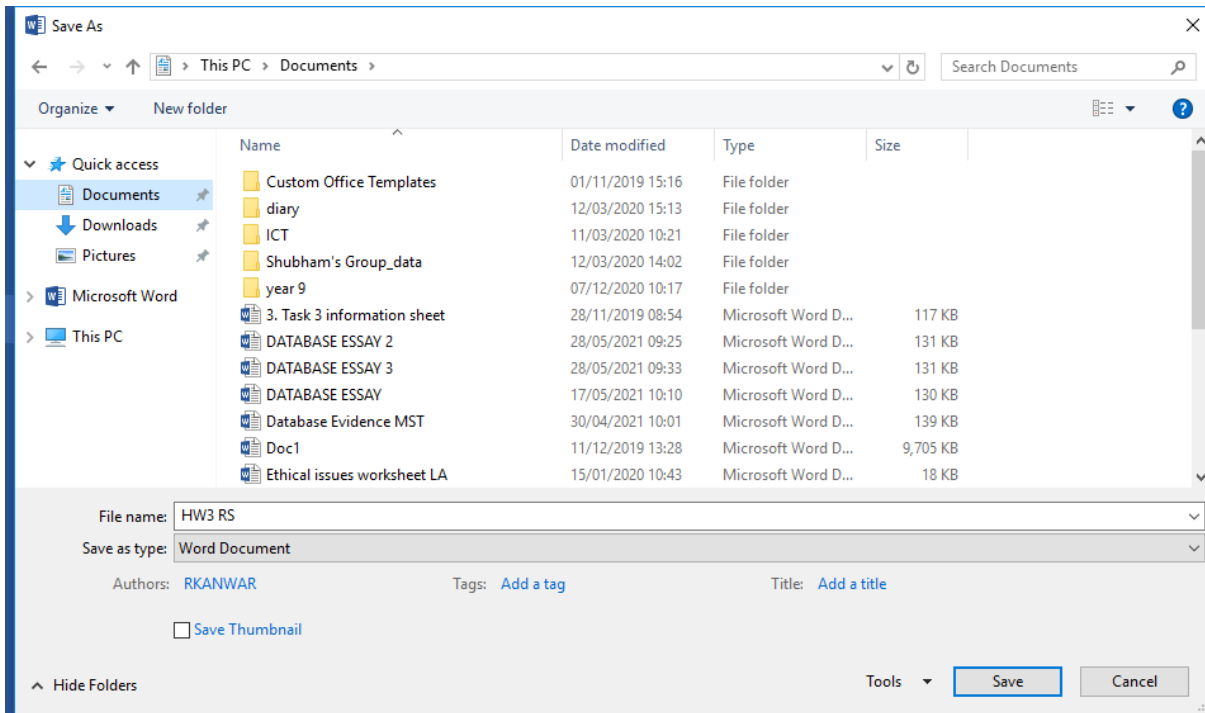 Save As
This PC > Documents >
Search Documents
Organize New folder
Name Date modified Type Size
Quick access
Documents
Downloads
Pictures
Microsoft Word
This PC
Custom Office Templates 01/11/2019 15:16 File folder
diary 12/03/2020 15:13 File folder
ICT 11/03/2020 10:21 File folder
Shubham's Group_data 12/03/2020 14:02 File folder
year 9 07/12/2020 10:17 File folder
3. Task 3 information sheet 28/11/2019 08:54 Microsoft Word D... 117 KB
DATABASE ESSAY 2 28/05/2021 09:25 Microsoft Word D... 131 KB
DATABASE ESSAY 3 28/05/2021 09:33 Microsoft Word D... 131 KB
DATABASE ESSAY 17/05/2021 10:10 Microsoft Word D... 130 KB
Database Evidence MST 30/04/2021 10:01 Microsoft Word D... 139 KB
Doc1 11/12/2019 13:28 Microsoft Word D... 9,705 KB
Ethical issues worksheet LA 15/01/2020 10:43 Microsoft Word D... 18 KB
File name: HW3 RS
Save as type: Word Document
Authors: RKANWAR Tags: Add a tag Title: Add a title
Save Thumbnail
Hide Folders Tools Save Cancel